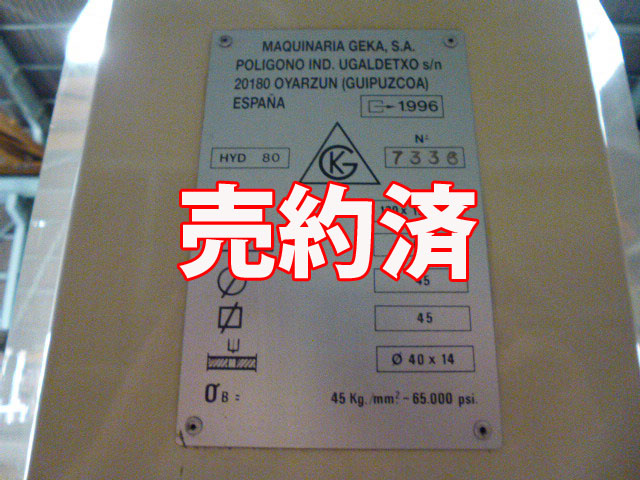 MAQUINARIA GEKA, S.A.
POLIGONO IND. UGALDETXO s/n
20180 OYARZUN (GUIPUZCOA)
ESPAÑA 1996
Nº
HYD 80 GK 7336
売約済
45
45
Ø 40 x 14
σB = 45 Kg./mm² - 65.000 psi.